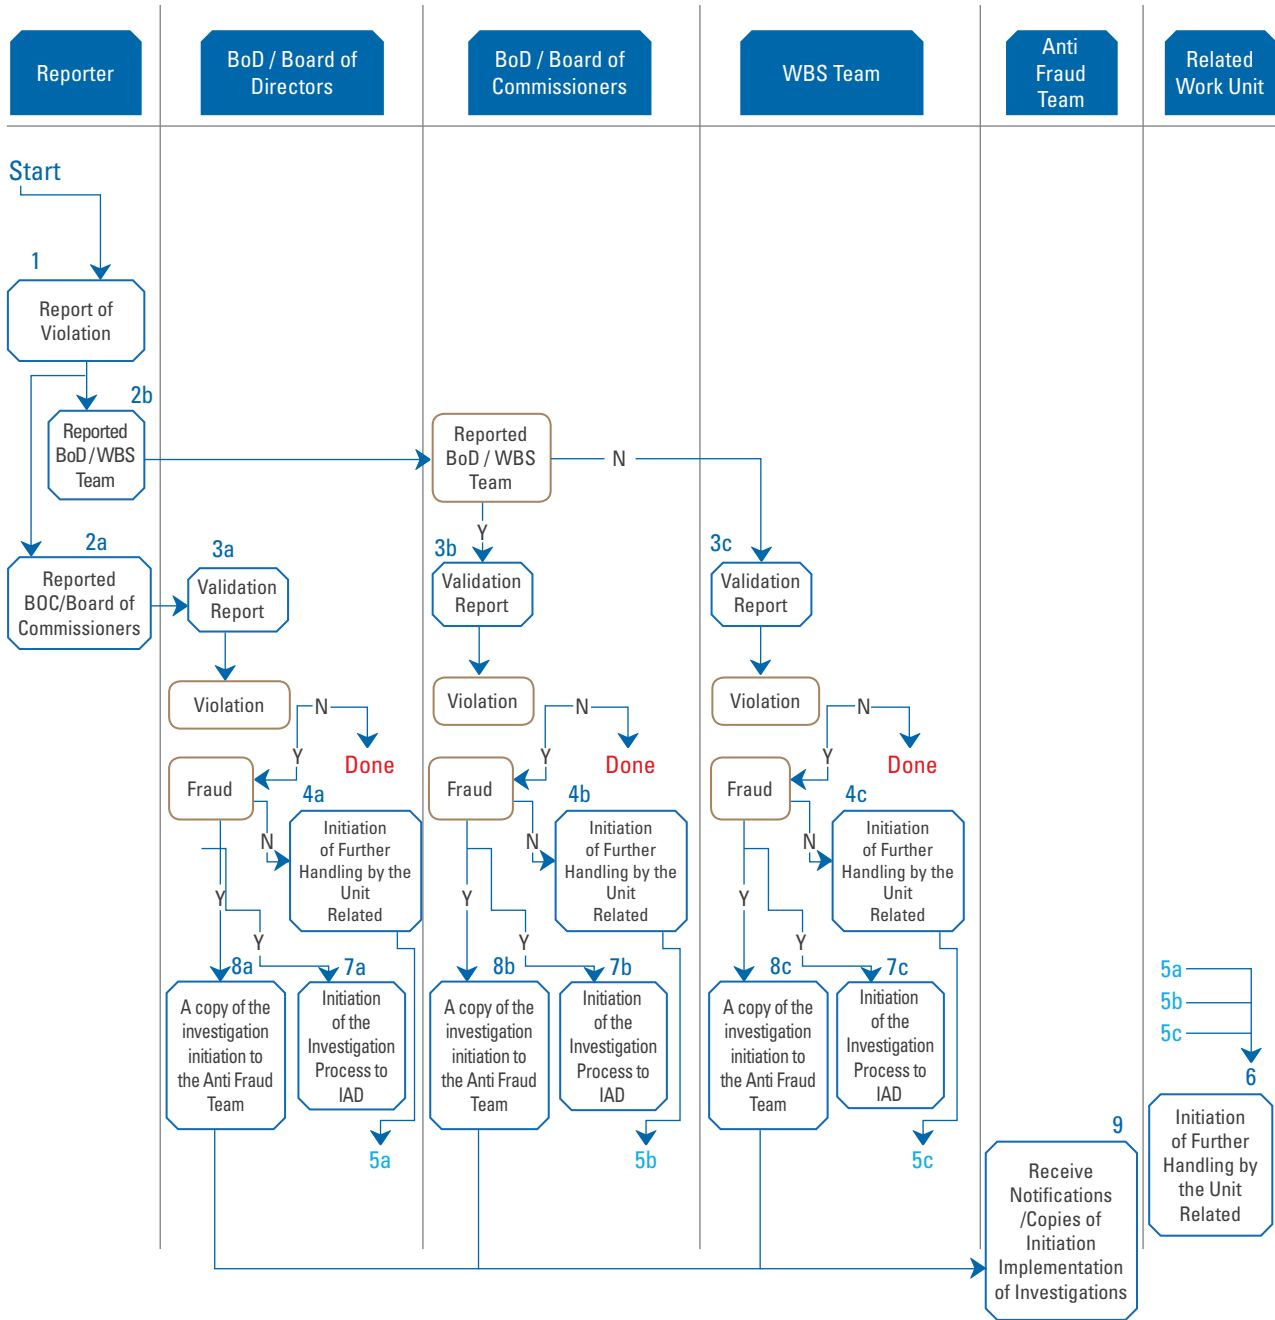 Reporter
BoD / Board of
Directors
BoD / Board of
Commissioners
WBS Team
Anti
Fraud
Team
Related
Work Unit
Start
1
Report of
Violation
2b
Reported
BoD / WBS
Team
Reported
BoD / WBS
Team
N
Y
2a
Reported
BOC/Board of
Commissioners
3a
Validation
Report
3b
Validation
Report
3c
Validation
Report
Violation
N
Y
Done
Violation
N
Y
Done
Violation
N
Y
Done
Fraud
N
Y
Y
4a
Initiation
of Further
Handling by the
Unit
Related
Fraud
N
Y
Y
4b
Initiation
of Further
Handling by the
Unit
Related
Fraud
N
Y
Y
4c
Initiation
of Further
Handling by the
Unit
Related
8a
A copy of the
investigation
initiation to
the Anti Fraud
Team
7a
Initiation
of the
Investigation
Process to
IAD
8b
A copy of the
investigation
initiation to
the Anti Fraud
Team
7b
Initiation
of the
Investigation
Process to
IAD
8c
A copy of the
investigation
initiation to
the Anti Fraud
Team
7c
Initiation
of the
Investigation
Process to
IAD
5a
5b
5c
5a
5b
5c
6
Initiation
of Further
Handling by
the Unit
Related
9
Receive
Notifications
/Copies of
Initiation
Implementation
of Investigations